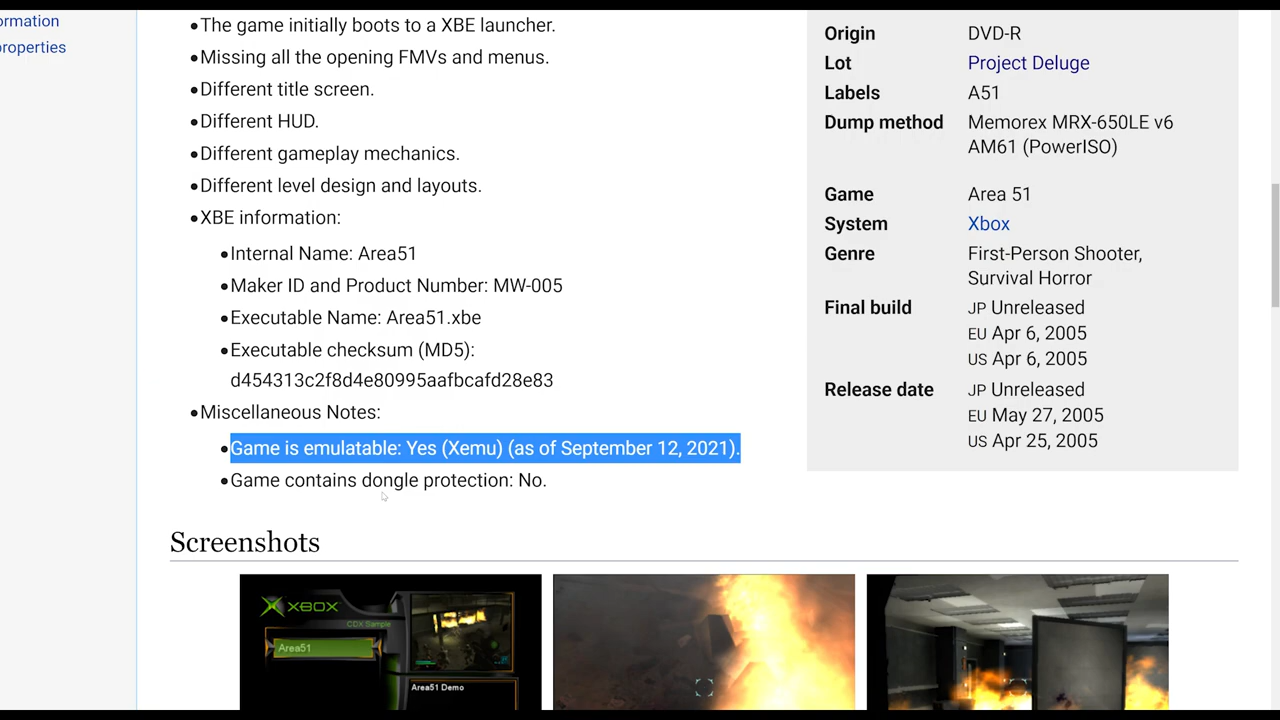 ormation
roperties
The game initially boots to a XBE launcher.
Missing all the opening FMVs and menus.
Different title screen.
Different HUD.
Different gameplay mechanics.
Different level design and layouts.
XBE information:
Internal Name: Area51
Maker ID and Product Number: MW-005
Executable Name: Area51.xbe
Executable checksum (MD5):
d454313c2f8d4e80995aafbcafd28e83
Miscellaneous Notes:
Game is emulatable: Yes (Xemu) (as of September 12, 2021).
Game contains dongle protection: No.
Origin DVD-R
Lot Project Deluge
Labels A51
Dump method Memorex MRX-650LE v6
AM61 (PowerISO)
Game Area 51
System Xbox
Genre First-Person Shooter,
Survival Horror
Final build JP Unreleased
EU Apr 6, 2005
US Apr 6, 2005
Release date JP Unreleased
EU May 27, 2005
US Apr 25, 2005
Screenshots
XBOX
CDX Sample
Area51
Area51 Demo